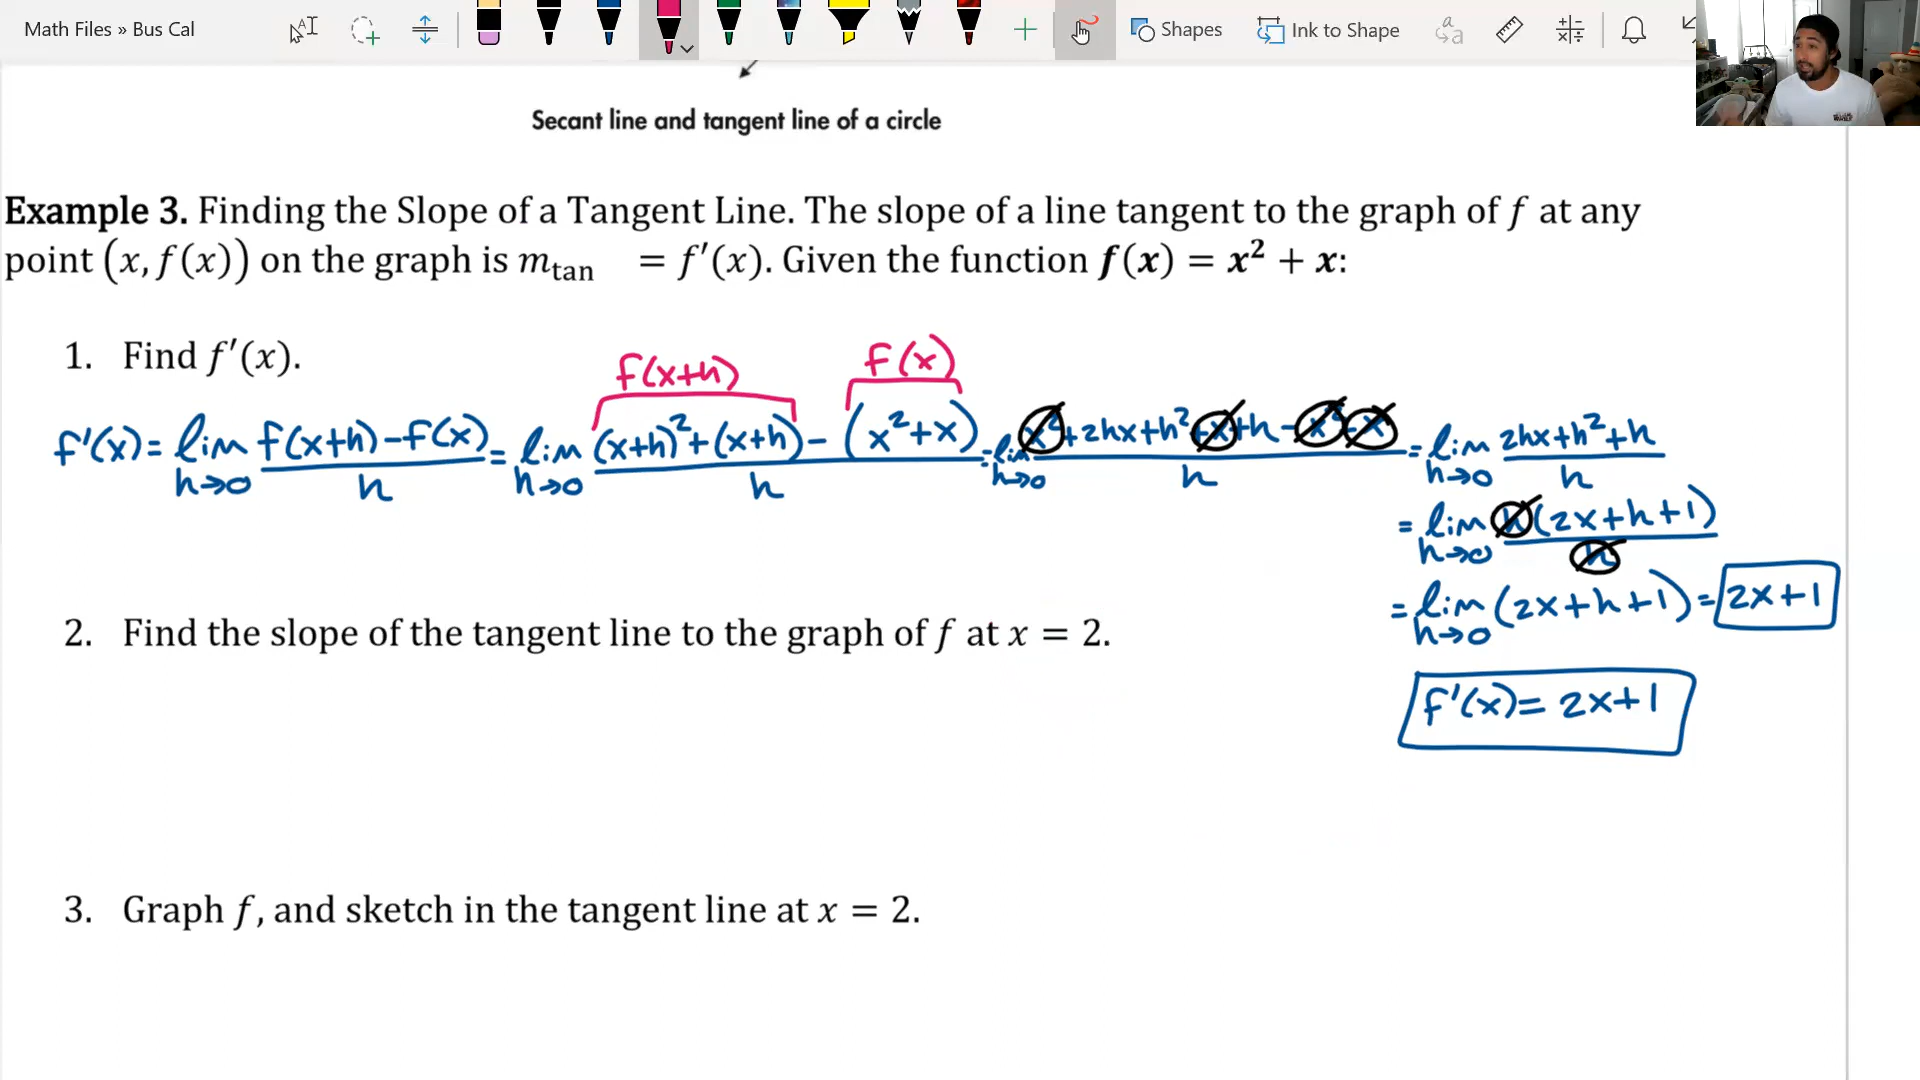 Math Files » Bus Cal
Shapes
Ink to Shape
Secant line and tangent line of a circle
Example 3. Finding the Slope of a Tangent Line. The slope of a line tangent to the graph of f at any
point (x, f(x)) on the graph is m_tan = f′(x). Given the function f(x) = x² + x:
1. Find f′(x).
f(x+h) f(x)
f'(x) = lim h→0 (f(x+h) - f(x))/h = lim h→0 ((x+h)² + (x+h) - (x²+x))/h = lim h→0 (x² + 2hx + h² + x + h - x² - x)/h = lim h→0 (2hx + h² + h)/h
= lim h→0 h(2x+h+1)/h
= lim h→0 (2x+h+1) = 2x+1
2. Find the slope of the tangent line to the graph of f at x = 2.
f'(x) = 2x+1
3. Graph f, and sketch in the tangent line at x = 2.